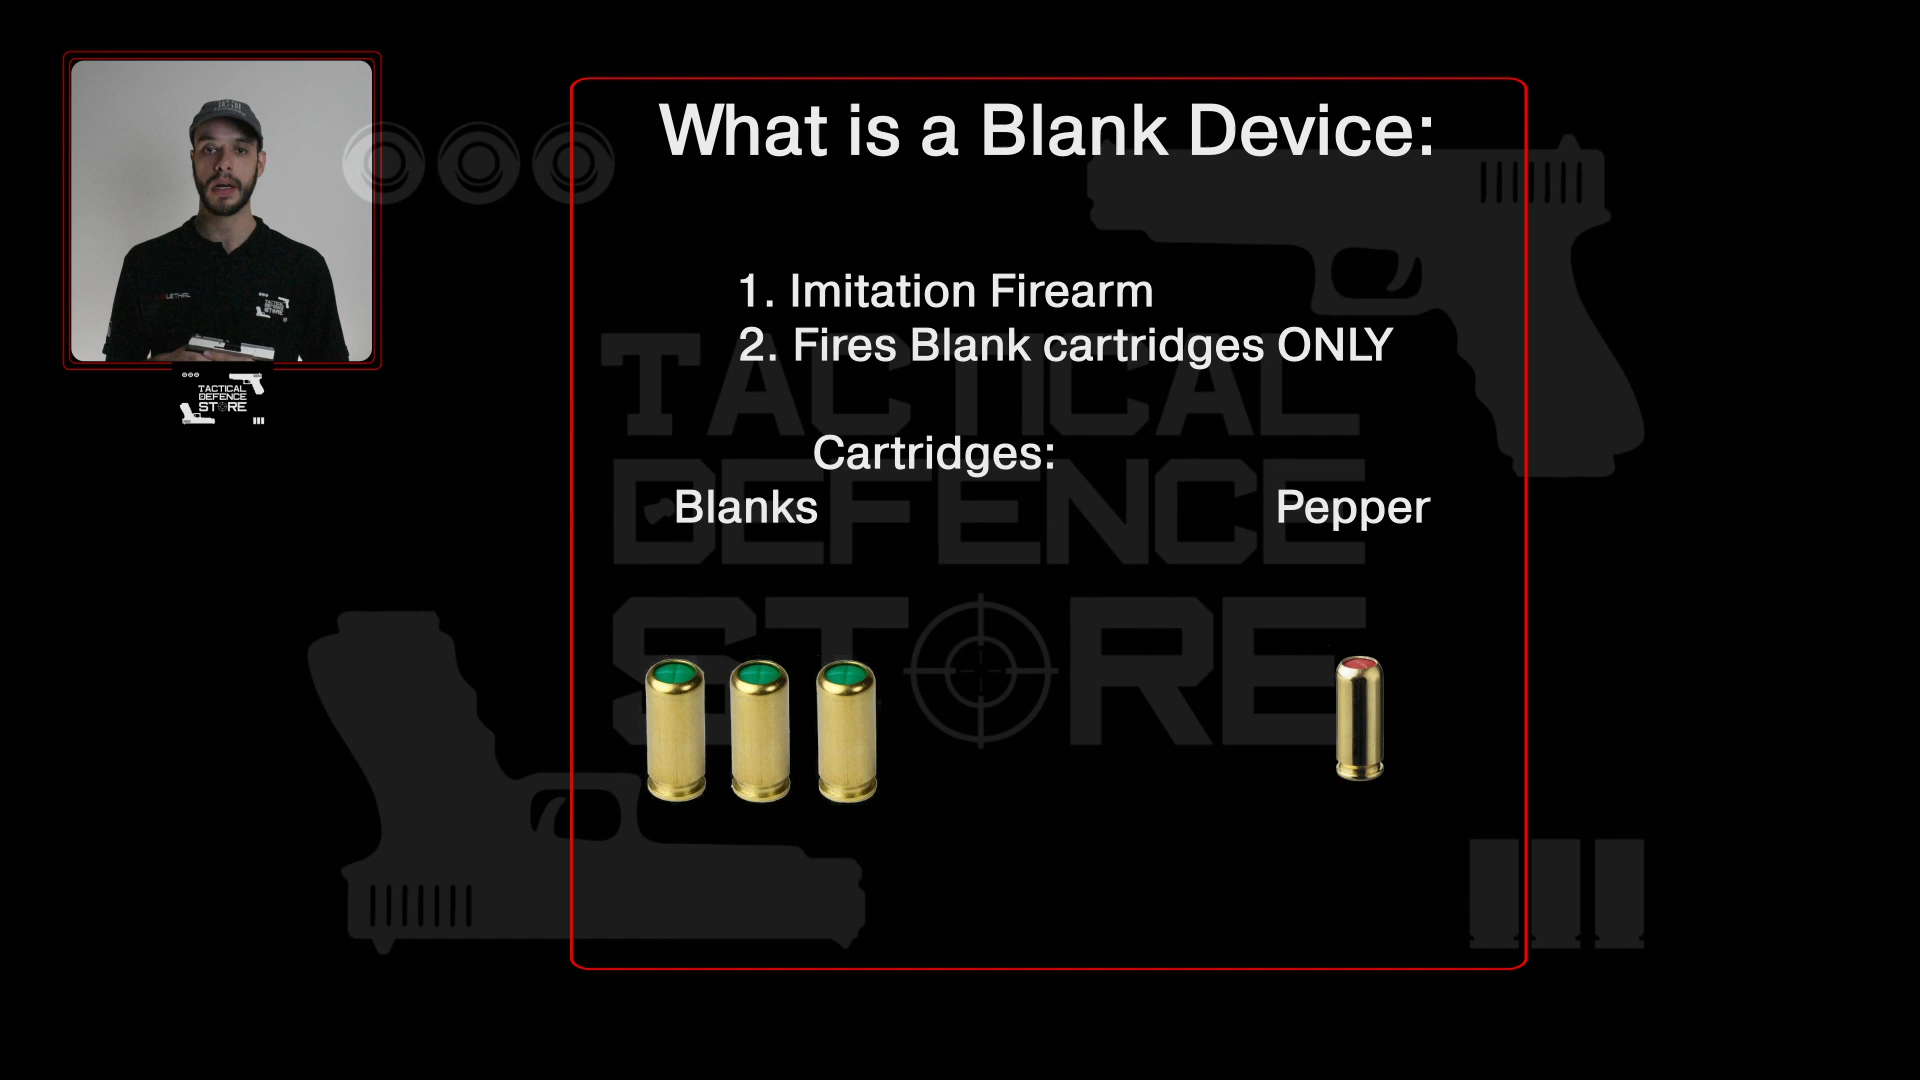 What is a Blank Device:
1. Imitation Firearm
2. Fires Blank cartridges ONLY
Cartridges:
Blanks
Pepper
TACTICAL
DEFENCE
STORE
TACTICAL
DEFENCE
STORE